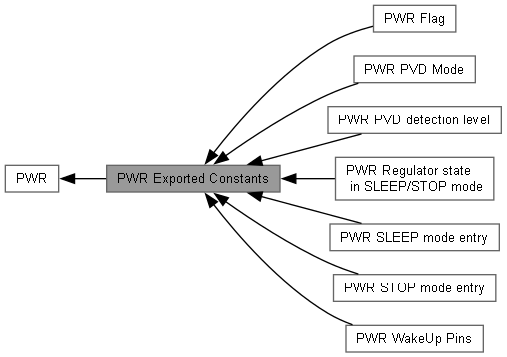 PWR Flag
PWR PVD Mode
PWR PVD detection level
PWR
PWR Exported Constants
PWR Regulator state
in SLEEP/STOP mode
PWR SLEEP mode entry
PWR STOP mode entry
PWR WakeUp Pins